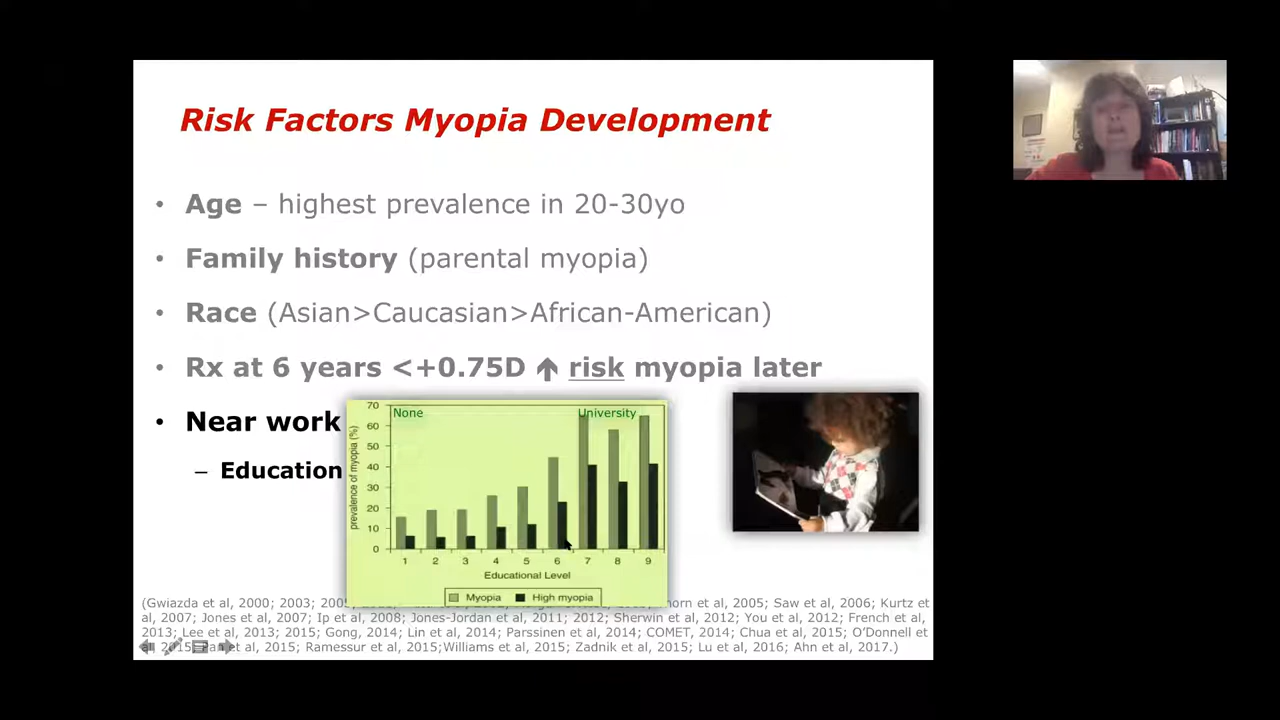 Risk Factors Myopia Development
• Age – highest prevalence in 20-30yo
• Family history (parental myopia)
• Race (Asian>Caucasian>African-American)
• Rx at 6 years <+0.75D ↑ risk myopia later
• Near work
– Education
None
University
prevalence of myopia (%)
70
60
50
40
30
20
10
0
1 2 3 4 5 6 7 8 9
Educational Level
Myopia High myopia
(Gwiazda et al, 2000; 2003; et al, 2005; Saw et al, 2006; Kurtz et
al, 2007; Jones et al, 2007; Ip et al, 2008; Jones-Jordan et al, 2011; 2012; Sherwin et al, 2012; You et al, 2012; French et al,
2013; Lee et al, 2013; 2015; Gong, 2014; Lin et al, 2014; Parssinen et al, 2014; COMET, 2014; Chua et al, 2015; O’Donnell et
al, 2015; et al, 2015; Ramessur et al, 2015;Williams et al, 2015; Zadnik et al, 2015; Lu et al, 2016; Ahn et al, 2017.)